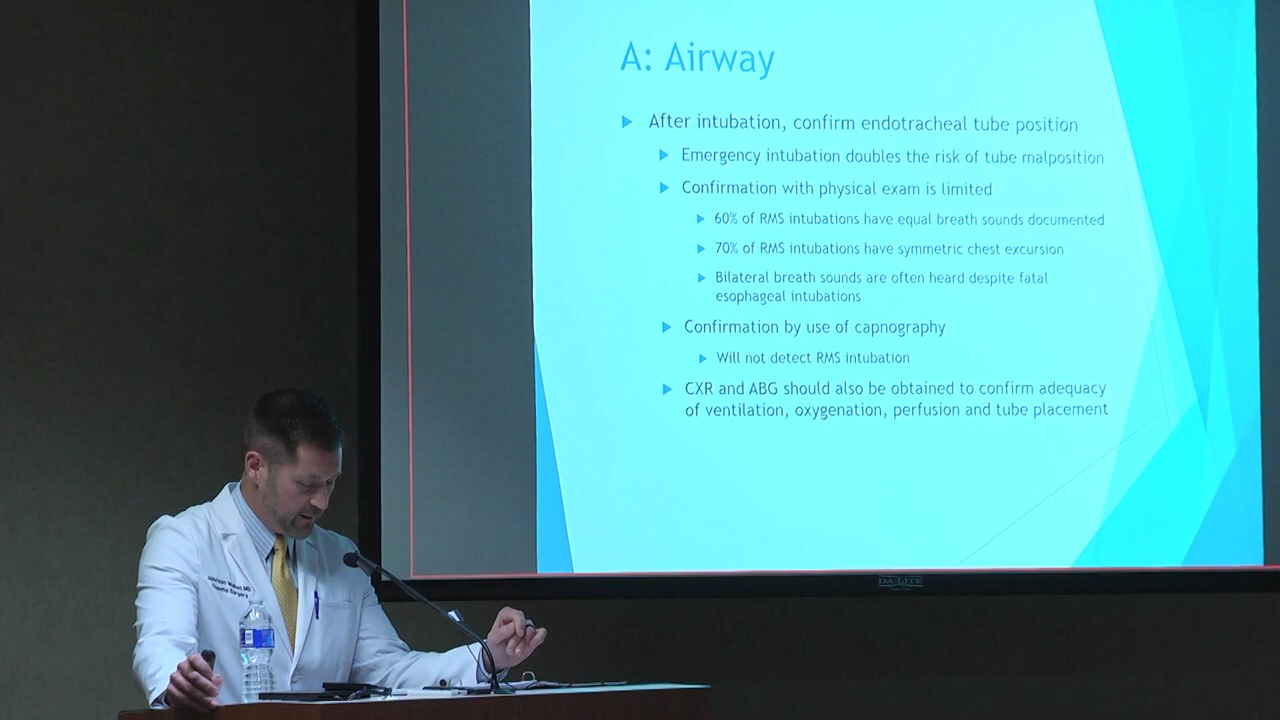 A: Airway
After intubation, confirm endotracheal tube position
Emergency intubation doubles the risk of tube malposition
Confirmation with physical exam is limited
60% of RMS intubations have equal breath sounds documented
70% of RMS intubations have symmetric chest excursion
Bilateral breath sounds are often heard despite fatal
esophageal intubations
Confirmation by use of capnography
Will not detect RMS intubation
CXR and ABG should also be obtained to confirm adequacy
of ventilation, oxygenation, perfusion and tube placement
DA-LITE
MD
Trauma Surgery